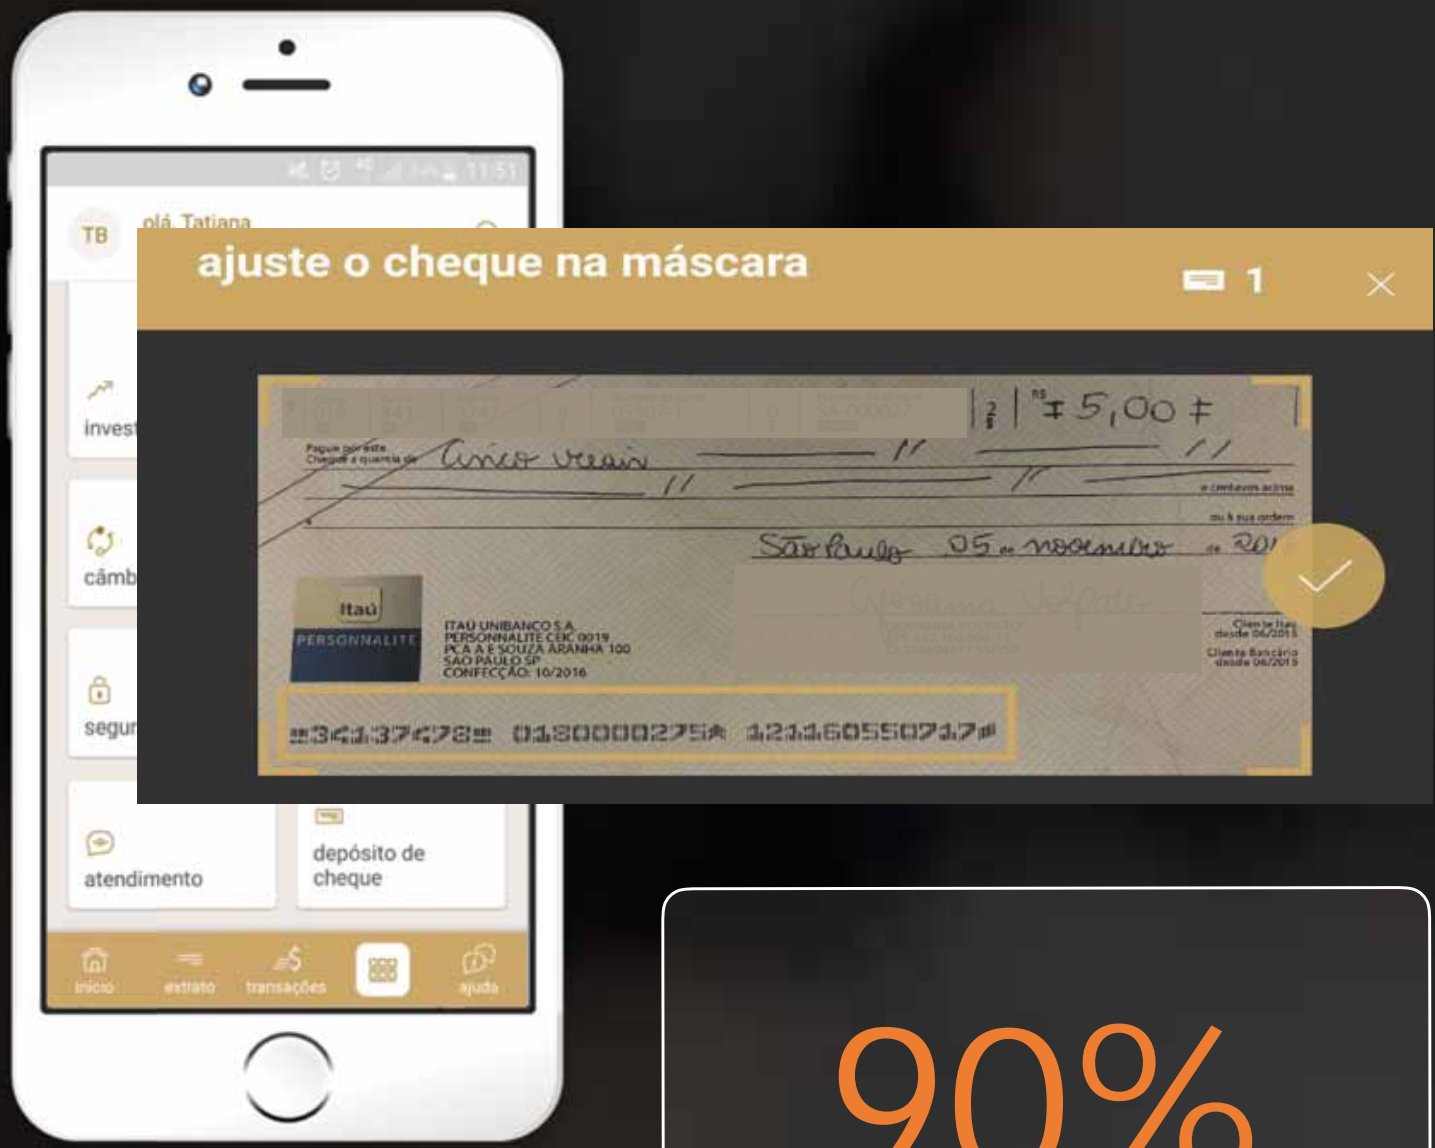 11:51
TB
olá, Tatiana
ajuste o cheque na máscara
1
invest
câmb
segur
atendimento
depósito de
cheque
início extrato transações ajuda
R$ 5,00
Pague por este
Cheque a quantia de Cinco reais
e centavos acima
ou à sua ordem
São Paulo 05 de novembro de 201
Itaú
PERSONNALITE
ITAÚ UNIBANCO S.A.
PERSONNALITE CEIC 0019
PCA A E SOUZA ARANHA 100
SAO PAULO SP
CONFECÇÃO: 10/2016
Cliente Itaú
desde 06/2015
Cliente Bancário
desde 06/2015
90%